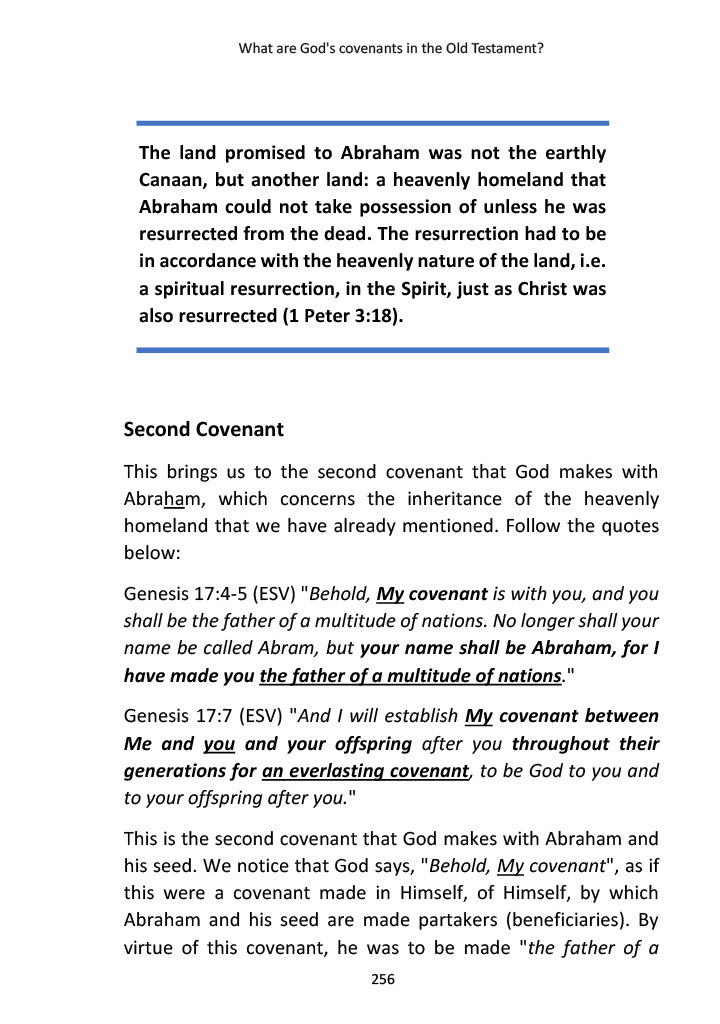 What are God's covenants in the Old Testament?
The land promised to Abraham was not the earthly
Canaan, but another land: a heavenly homeland that
Abraham could not take possession of unless he was
resurrected from the dead. The resurrection had to be
in accordance with the heavenly nature of the land, i.e.
a spiritual resurrection, in the Spirit, just as Christ was
also resurrected (1 Peter 3:18).
Second Covenant
This brings us to the second covenant that God makes with
Abraham, which concerns the inheritance of the heavenly
homeland that we have already mentioned. Follow the quotes
below:
Genesis 17:4-5 (ESV) "Behold, My covenant is with you, and you
shall be the father of a multitude of nations. No longer shall your
name be called Abram, but your name shall be Abraham, for I
have made you the father of a multitude of nations."
Genesis 17:7 (ESV) "And I will establish My covenant between
Me and you and your offspring after you throughout their
generations for an everlasting covenant, to be God to you and
to your offspring after you."
This is the second covenant that God makes with Abraham and
his seed. We notice that God says, "Behold, My covenant", as if
this were a covenant made in Himself, of Himself, by which
Abraham and his seed are made partakers (beneficiaries). By
virtue of this covenant, he was to be made "the father of a
256